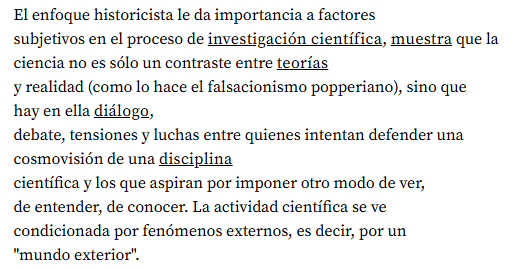 El enfoque historicista le da importancia a factores
subjetivos en el proceso de investigación científica, muestra que la
ciencia no es sólo un contraste entre teorías
y realidad (como lo hace el falsacionismo popperiano), sino que
hay en ella diálogo,
debate, tensiones y luchas entre quienes intentan defender una
cosmovisión de una disciplina
científica y los que aspiran por imponer otro modo de ver,
de entender, de conocer. La actividad científica se ve
condicionada por fenómenos externos, es decir, por un
"mundo exterior".